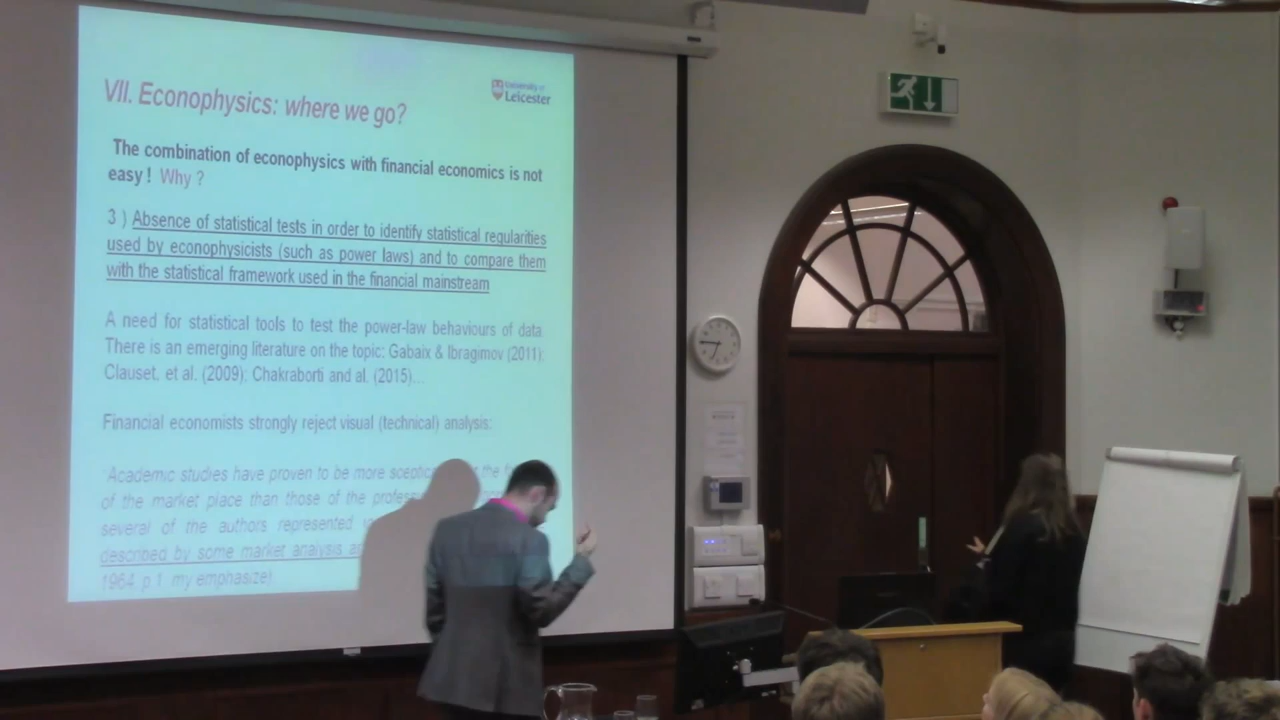 VII. Econophysics: where we go?
University of
Leicester
The combination of econophysics with financial economics is not
easy! Why ?
3 ) Absence of statistical tests in order to identify statistical regularities
used by econophysicists (such as power laws) and to compare them
with the statistical framework used in the financial mainstream
A need for statistical tools to test the power-law behaviours of data.
There is an emerging literature on the topic: Gabaix & Ibragimov (2011);
Clauset, et al. (2009); Chakraborti and al. (2015)...
Financial economists strongly reject visual (technical) analysis:
'Academic studies have proven to be more the
of the market place than those of the
several of the authors represented
described by some market analysis
1964, p.1, my emphasize)